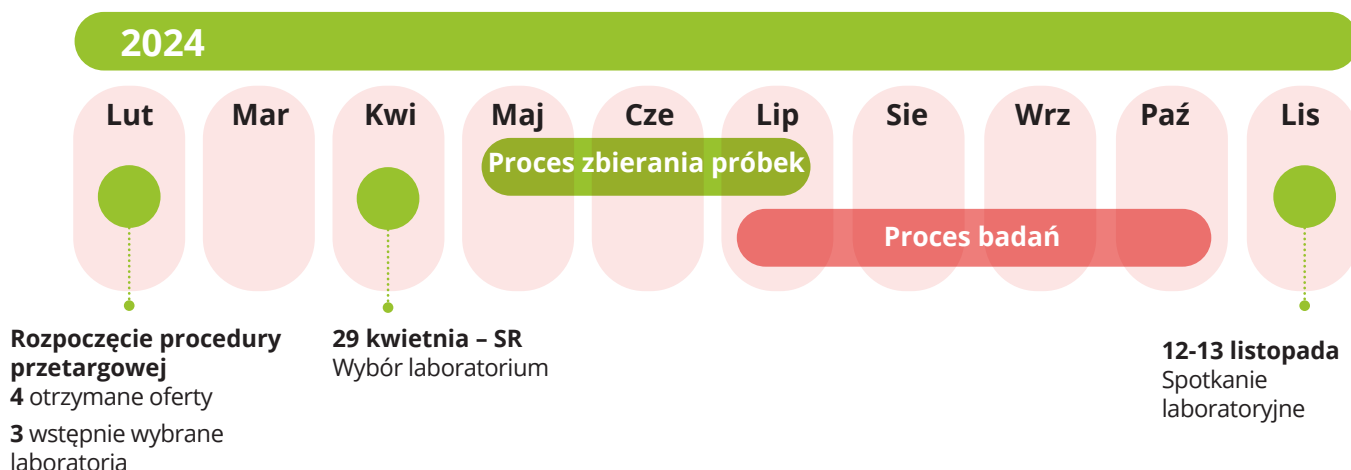 2024
Lut Mar Kwi Maj Cze Lip Sie Wrz Paź Lis
Proces zbierania próbek
Proces badań
Rozpoczęcie procedury
przetargowej
4 otrzymane oferty
3 wstępnie wybrane
laboratoria
29 kwietnia – SR
Wybór laboratorium
12-13 listopada
Spotkanie
laboratoryjne